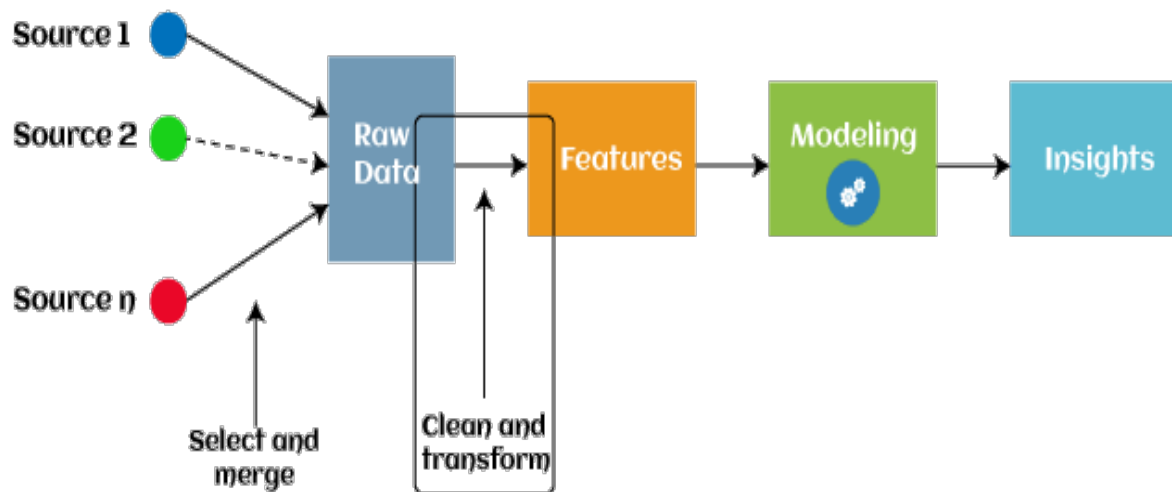 Source 1
Source 2
Source n
Raw
Data
Features
Modeling
Insights
Select and
merge
Clean and
transform